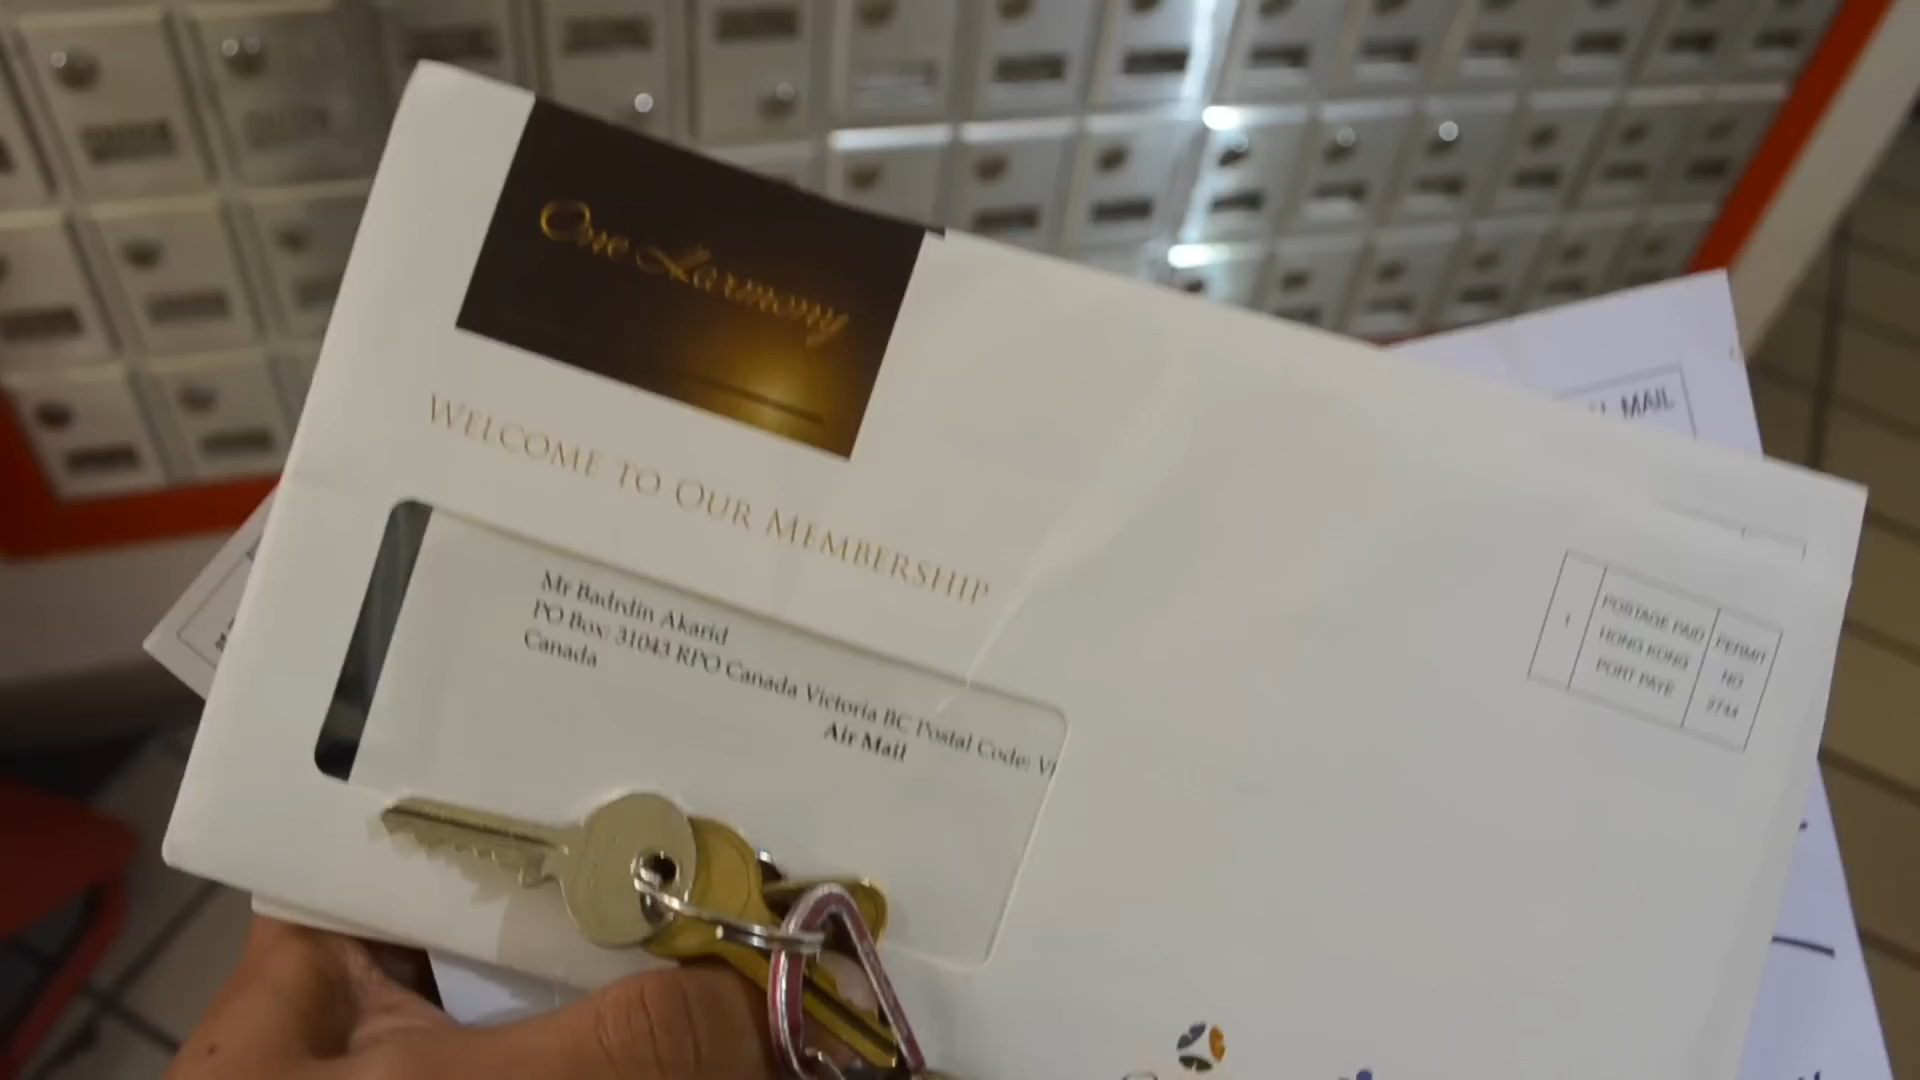 One Harmony
WELCOME TO OUR MEMBERSHIP
Mr Badrdin Akarid
PO Box: 31043 RPO Canada Victoria BC Postal Code: V
Canada
Air Mail
MAIL
POSTAGE PAID
HONG KONG
PORT PAYE
PERMIT
NO
2744